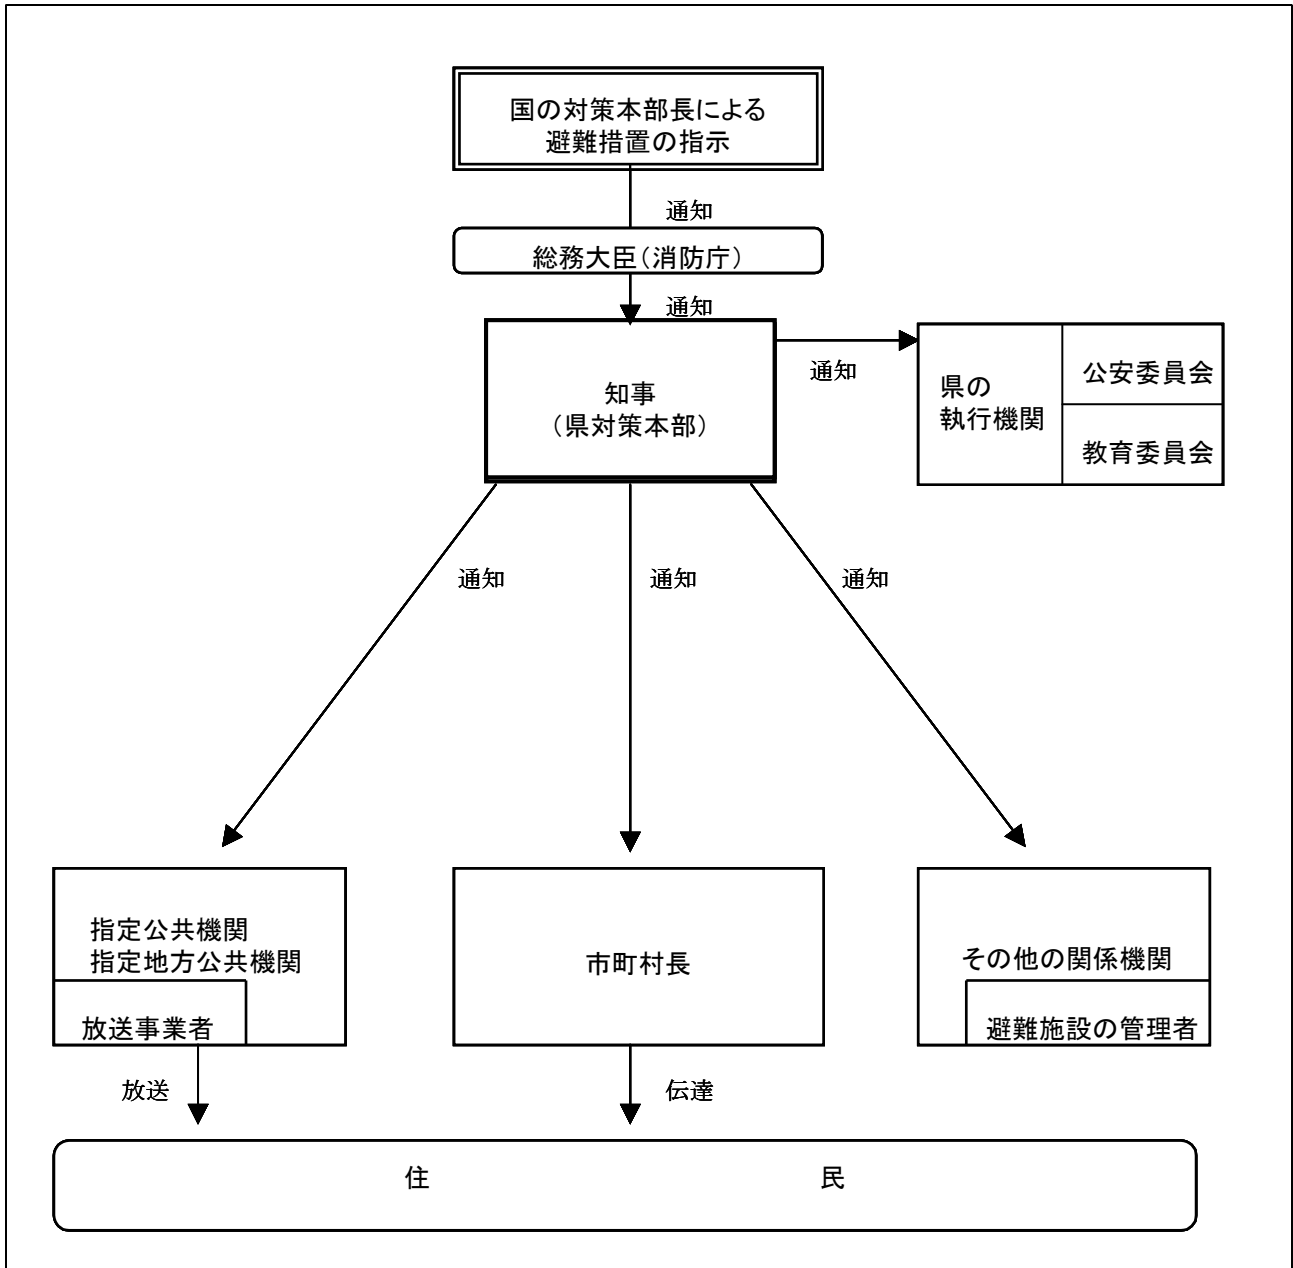 国の対策本部長による
避難措置の指示
通知
総務大臣(消防庁)
通知
知事
(県対策本部)
通知
県の
執行機関
公安委員会
教育委員会
通知
通知
通知
指定公共機関
指定地方公共機関
放送事業者
市町村長
その他の関係機関
避難施設の管理者
放送
伝達
住 民